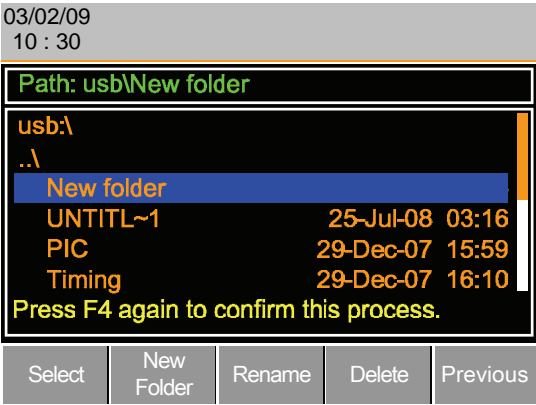 03/02/09
10 : 30
Path: usb\New folder
usb:\
..\
New folder
UNTITL~1 25-Jul-08 03:16
PIC 29-Dec-07 15:59
Timing 29-Dec-07 16:10
Press F4 again to confirm this process.
Select New Folder Rename Delete Previous